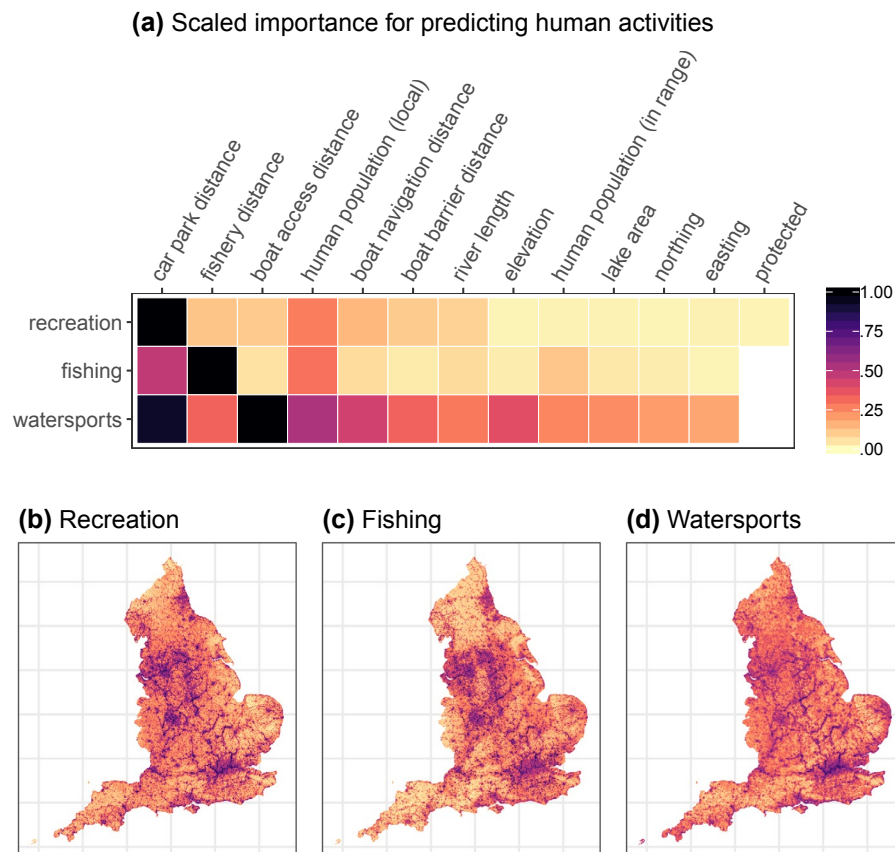 (a) Scaled importance for predicting human activities
car park distance
fishery distance
boat access distance
human population (local)
boat navigation distance
boat barrier distance
river length
elevation
human population (in range)
lake area
northing
easting
protected
recreation
fishing
watersports
1.00
.75
.50
.25
.00
(b) Recreation
(c) Fishing
(d) Watersports